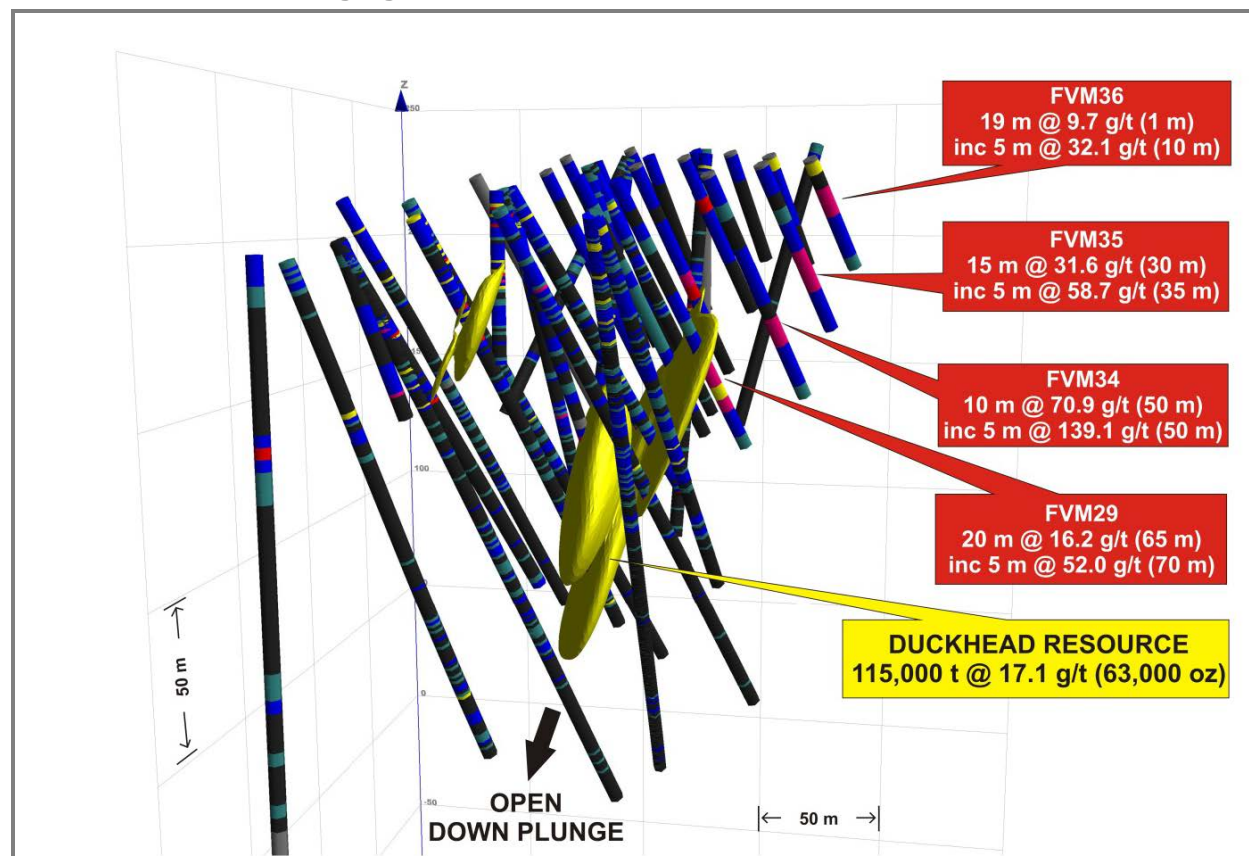 Z
250
FVM36
19 m @ 9.7 g/t (1 m)
inc 5 m @ 32.1 g/t (10 m)
FVM35
15 m @ 31.6 g/t (30 m)
inc 5 m @ 58.7 g/t (35 m)
FVM34
10 m @ 70.9 g/t (50 m)
inc 5 m @ 139.1 g/t (50 m)
100
FVM29
20 m @ 16.2 g/t (65 m)
inc 5 m @ 52.0 g/t (70 m)
DUCKHEAD RESOURCE
115,000 t @ 17.1 g/t (63,000 oz)
50 m
0
OPEN
DOWN PLUNGE
-50
50 m